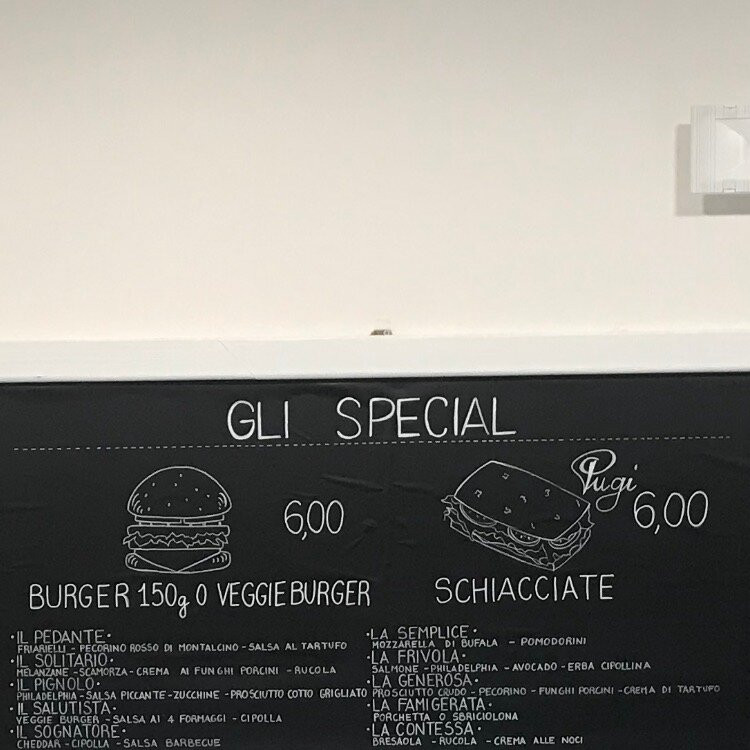 GLI SPECIAL
6,00
BURGER 150g O VEGGIEBURGER
·IL PEDANTE·
FRIARIELLI - PECORINO ROSSO DI MONTALCINO - SALSA AL TARTUFO
·IL SOLITARIO·
MELANZANE - SCAMORZA - CREMA AI FUNGHI PORCINI - RUCOLA
·IL PIGNOLO·
PHILADELPHIA - SALSA PICCANTE - ZUCCHINE - PROSCIUTTO COTTO GRIGLIATO
·IL SALUTISTA·
VEGGIE BURGER - SALSA AI 4 FORMAGGI - CIPOLLA
·IL SOGNATORE·
CHEDDAR - CIPOLLA - SALSA BARBECUE
Pugi
6,00
SCHIACCIATE
·LA SEMPLICE·
MOZZARELLA DI BUFALA - POMODORINI
·LA FRIVOLA·
SALMONE - PHILADELPHIA - AVOCADO - ERBA CIPOLLINA
·LA GENEROSA·
PROSCIUTTO CRUDO - PECORINO - FUNGHI PORCINI - CREMA DI TARTUFO
·LA FAMIGERATA·
PORCHETTA O SBRICIOLONA
·LA CONTESSA·
BRESAOLA - RUCOLA - CREMA ALLE NOCI